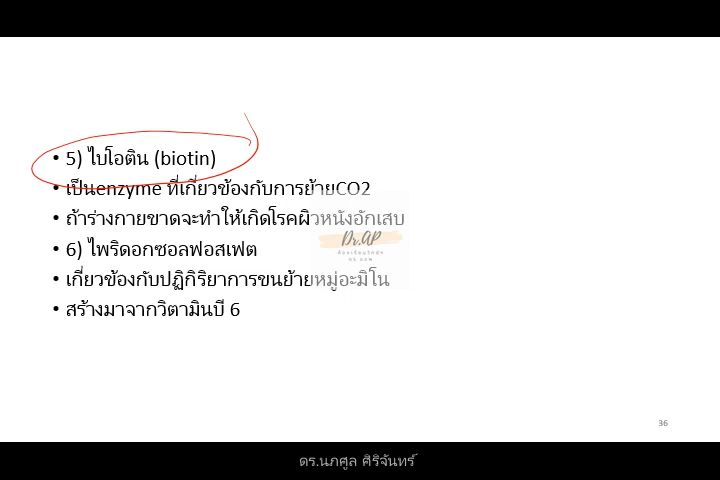 • 5) ไบโอติน (biotin)
• เป็นenzyme ที่เกี่ยวข้องกับการย้ายCO2
• ถ้าร่างกายขาดจะทำให้เกิดโรคผิวหนังอักเสบ
Dr.AP
• 6) ไพริดอกซอลฟอสเฟต
• เกี่ยวข้องกับปฏิกิริยาการขนย้ายหมู่อะมิโน
• สร้างมาจากวิตามินบี 6
36
ดร.นภศูล ศิริจันทร์